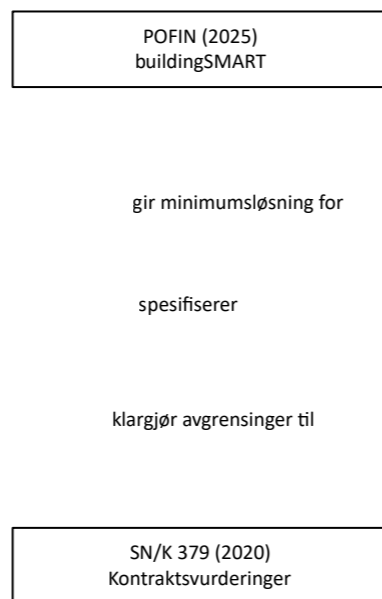 POFIN (2025)
buildingSMART
gir minimumsløsning for
spesifiserer
klargjør avgrensinger til
SN/K 379 (2020)
Kontraktsvurderinger